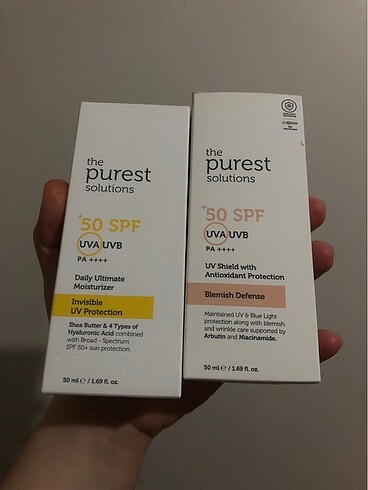 the
purest
solutions
+50 SPF
UVA UVB
PA ++++
Daily Ultimate
Moisturizer
Invisible
UV Protection
Shea Butter & 4 Types of
Hyaluronic Acid combined
with Broad - Spectrum
SPF 50+ sun protection.
50 ml ℮ / 1.69 fl. oz.
the
purest
solutions
+50 SPF
UVA UVB
PA ++++
UV Shield with
Antioxidant Protection
Blemish Defense
Maintained UV & Blue Light
protection along with blemish
and wrinkle care supported by
Arbutin and Niacinamide.
50 ml ℮ / 1.69 fl. oz.